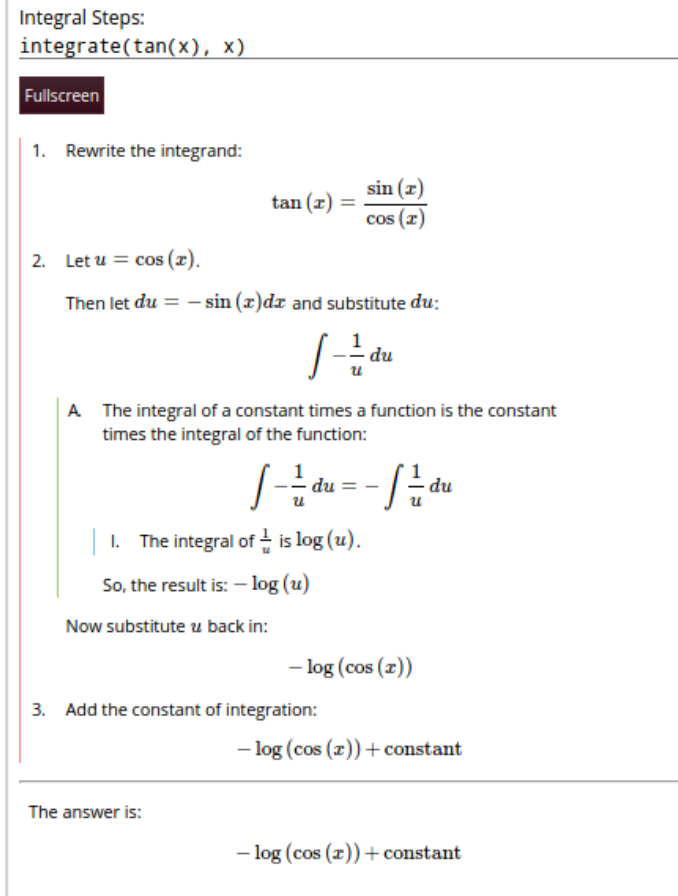 Integral Steps:
integrate(tan(x), x)
Fullscreen
1. Rewrite the integrand:
tan (x) = sin (x) / cos (x)
2. Let u = cos (x).
Then let du = − sin (x)dx and substitute du:
∫ − 1/u du
A. The integral of a constant times a function is the constant
times the integral of the function:
∫ − 1/u du = − ∫ 1/u du
I. The integral of 1/u is log (u).
So, the result is: − log (u)
Now substitute u back in:
− log (cos (x))
3. Add the constant of integration:
− log (cos (x)) + constant
The answer is:
− log (cos (x)) + constant